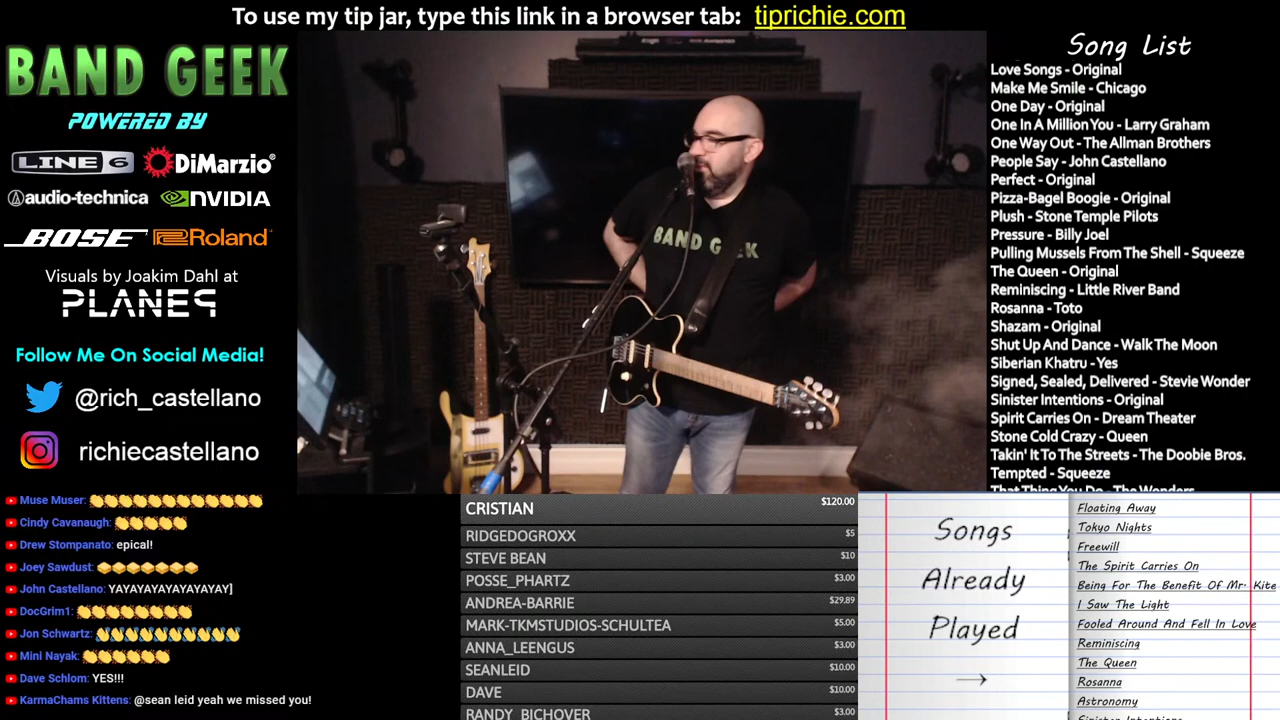 To use my tip jar, type this link in a browser tab: tiprichie.com
BAND GEEK
POWERED BY
LINE 6
DiMarzio®
audio-technica
NVIDIA
BOSE
Roland
Visuals by Joakim Dahl at
PLANE9
Follow Me On Social Media!
@rich_castellano
richiecastellano
Muse Muser:
Cindy Cavanaugh:
Drew Stompanato: epical!
Joey Sawdust:
John Castellano: YAYAYAYAYAYAYAYAY]
DocGrim1:
Jon Schwartz:
Mini Nayak:
Dave Schlom: YES!!!
KarmaChams Kittens: @sean leid yeah we missed you!
BAND GEEK
CRISTIAN $120.00
RIDGEDOGROXX $5
STEVE BEAN $10
POSSE_PHARTZ $3.00
ANDREA-BARRIE $29.89
MARK-TKMSTUDIOS-SCHULTEA $5.00
ANNA_LEENGUS $3.00
SEANLEID $10.00
DAVE $10.00
RANDY_BICHOVER $3.00
Song List
Love Songs - Original
Make Me Smile - Chicago
One Day - Original
One In A Million You - Larry Graham
One Way Out - The Allman Brothers
People Say - John Castellano
Perfect - Original
Pizza-Bagel Boogie - Original
Plush - Stone Temple Pilots
Pressure - Billy Joel
Pulling Mussels From The Shell - Squeeze
The Queen - Original
Reminiscing - Little River Band
Rosanna - Toto
Shazam - Original
Shut Up And Dance - Walk The Moon
Siberian Khatru - Yes
Signed, Sealed, Delivered - Stevie Wonder
Sinister Intentions - Original
Spirit Carries On - Dream Theater
Stone Cold Crazy - Queen
Takin' It To The Streets - The Doobie Bros.
Tempted - Squeeze
That Thing You Do - The Wonders
Songs
Already
Played
→
Floating Away
Tokyo Nights
Freewill
The Spirit Carries On
Being For The Benefit Of Mr. Kite
I Saw The Light
Fooled Around And Fell In Love
Reminiscing
The Queen
Rosanna
Astronomy
Sinister Intentions